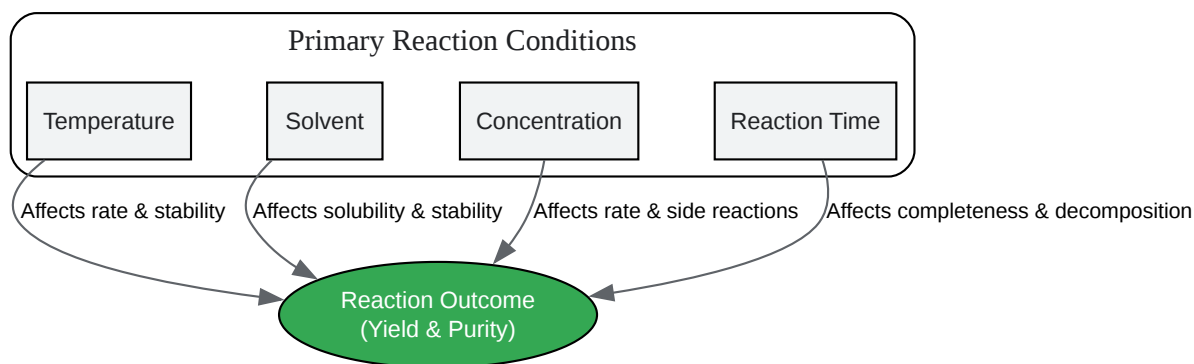 Primary Reaction Conditions
Temperature
Solvent
Concentration
Reaction Time
Affects rate & stability
Affects solubility & stability
Affects rate & side reactions
Affects completeness & decomposition
Reaction Outcome
(Yield & Purity)